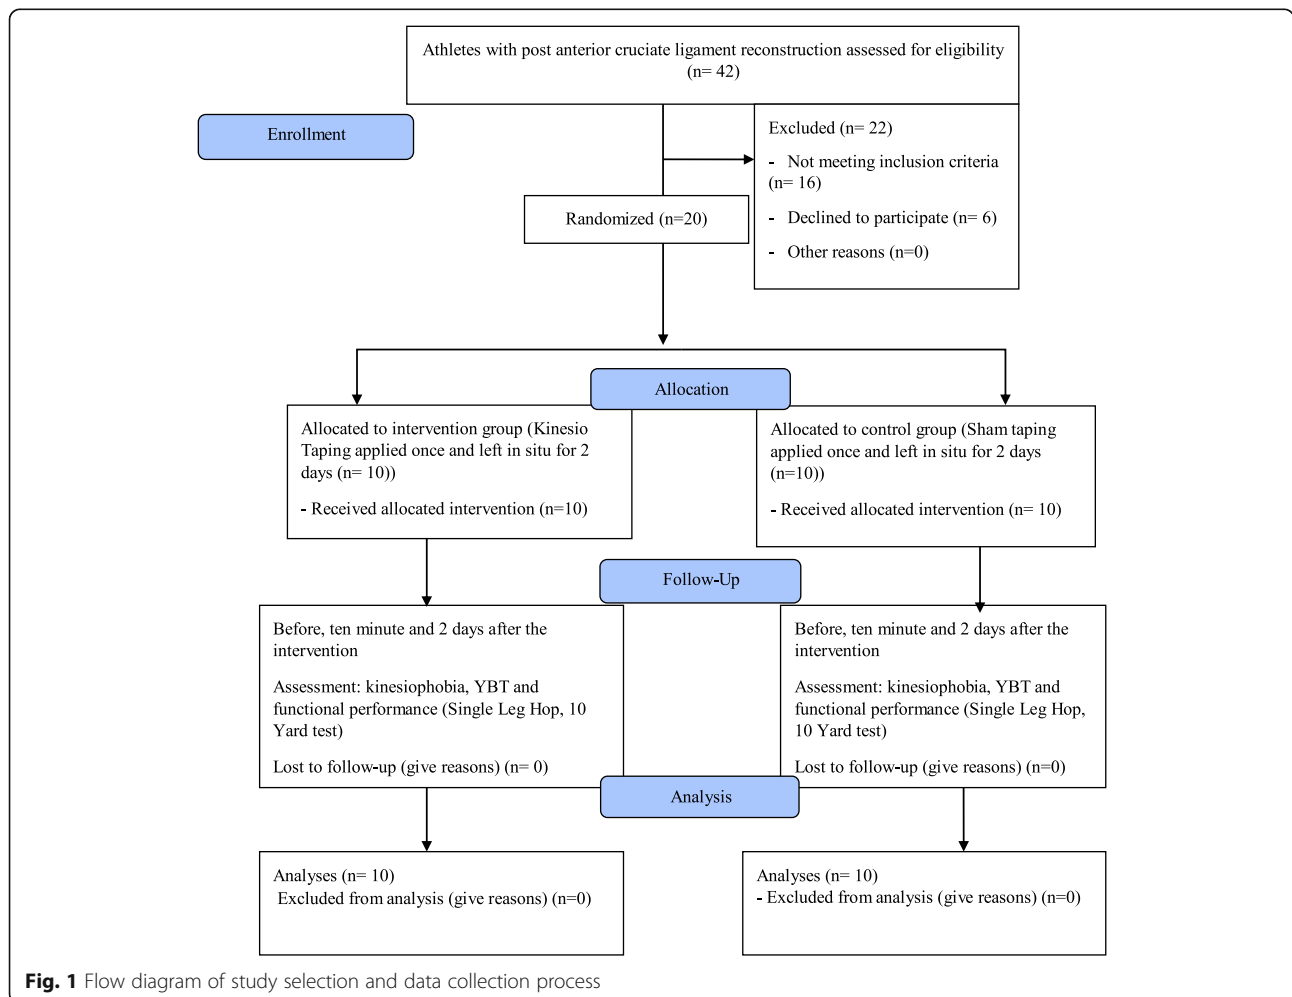 Athletes with post anterior cruciate ligament reconstruction assessed for eligibility
(n= 42)
Enrollment
Excluded (n= 22)
- Not meeting inclusion criteria
(n= 16)
- Declined to participate (n= 6)
- Other reasons (n=0)
Randomized (n=20)
Allocation
Allocated to intervention group (Kinesio
Taping applied once and left in situ for 2
days (n= 10))
- Received allocated intervention (n=10)
Allocated to control group (Sham taping
applied once and left in situ for 2 days
(n=10))
- Received allocated intervention (n= 10)
Follow-Up
Before, ten minute and 2 days after the
intervention
Assessment: kinesiophobia, YBT and
functional performance (Single Leg Hop, 10
Yard test)
Lost to follow-up (give reasons) (n= 0)
Before, ten minute and 2 days after the
intervention
Assessment: kinesiophobia, YBT and
functional performance (Single Leg Hop,
10 Yard test)
Lost to follow-up (give reasons) (n=0)
Analysis
Analyses (n= 10)
Excluded from analysis (give reasons) (n=0)
Analyses (n= 10)
- Excluded from analysis (give reasons) (n=0)
Fig. 1 Flow diagram of study selection and data collection process